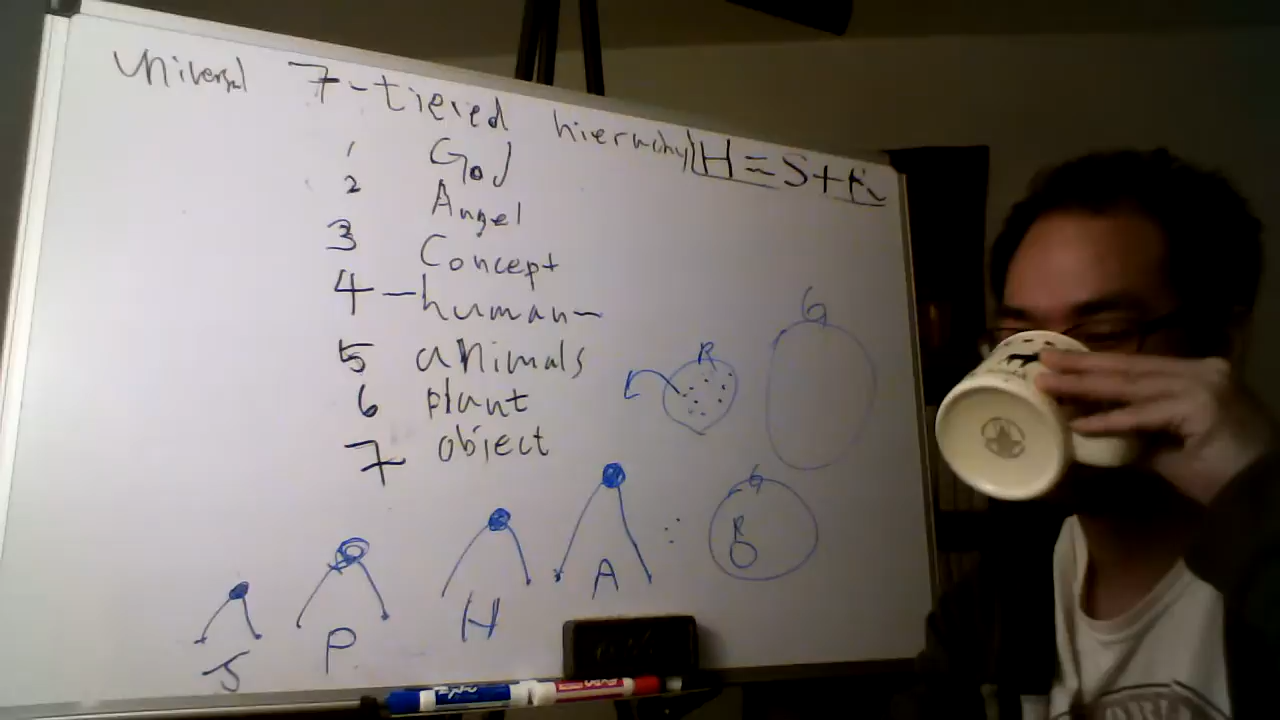 Universal 7-tiered hierarchy H = S + R
1 God
2 Angel
3 Concept
4 - human -
5 animals
6 plant
7 object
R G
G
R
S P H A